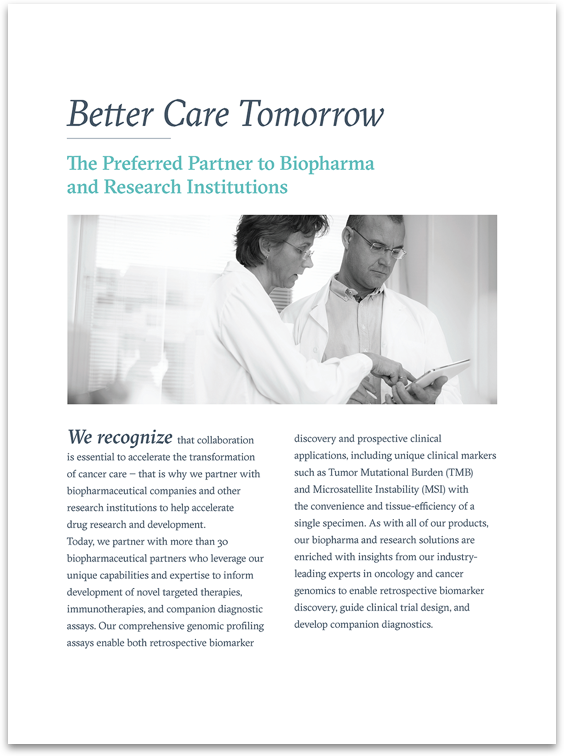 Better Care Tomorrow
The Preferred Partner to Biopharma
and Research Institutions
We recognize that collaboration
is essential to accelerate the transformation
of cancer care – that is why we partner with
biopharmaceutical companies and other
research institutions to help accelerate
drug research and development.
Today, we partner with more than 30
biopharmaceutical partners who leverage our
unique capabilities and expertise to inform
development of novel targeted therapies,
immunotherapies, and companion diagnostic
assays. Our comprehensive genomic profiling
assays enable both retrospective biomarker
discovery and prospective clinical
applications, including unique clinical markers
such as Tumor Mutational Burden (TMB)
and Microsatellite Instability (MSI) with
the convenience and tissue-efficiency of a
single specimen. As with all of our products,
our biopharma and research solutions are
enriched with insights from our industry-
leading experts in oncology and cancer
genomics to enable retrospective biomarker
discovery, guide clinical trial design, and
develop companion diagnostics.